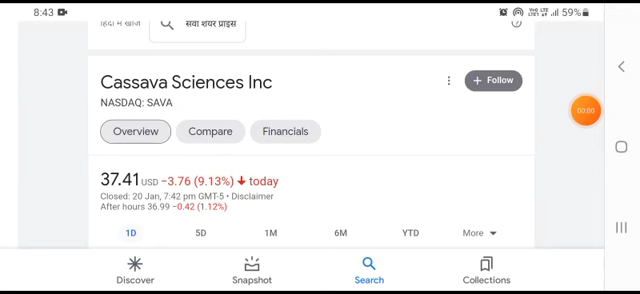 8:43 59%
हिंदी में खोजें
सवा शेयर प्राइस
Cassava Sciences Inc
+ Follow
NASDAQ: SAVA
Overview Compare Financials
37.41 USD −3.76 (9.13%) ↓ today
Closed: 20 Jan, 7:42 pm GMT-5 • Disclaimer
After hours 36.99 −0.42 (1.12%)
1D 5D 1M 6M YTD More
Discover Snapshot Search Collections
00:00